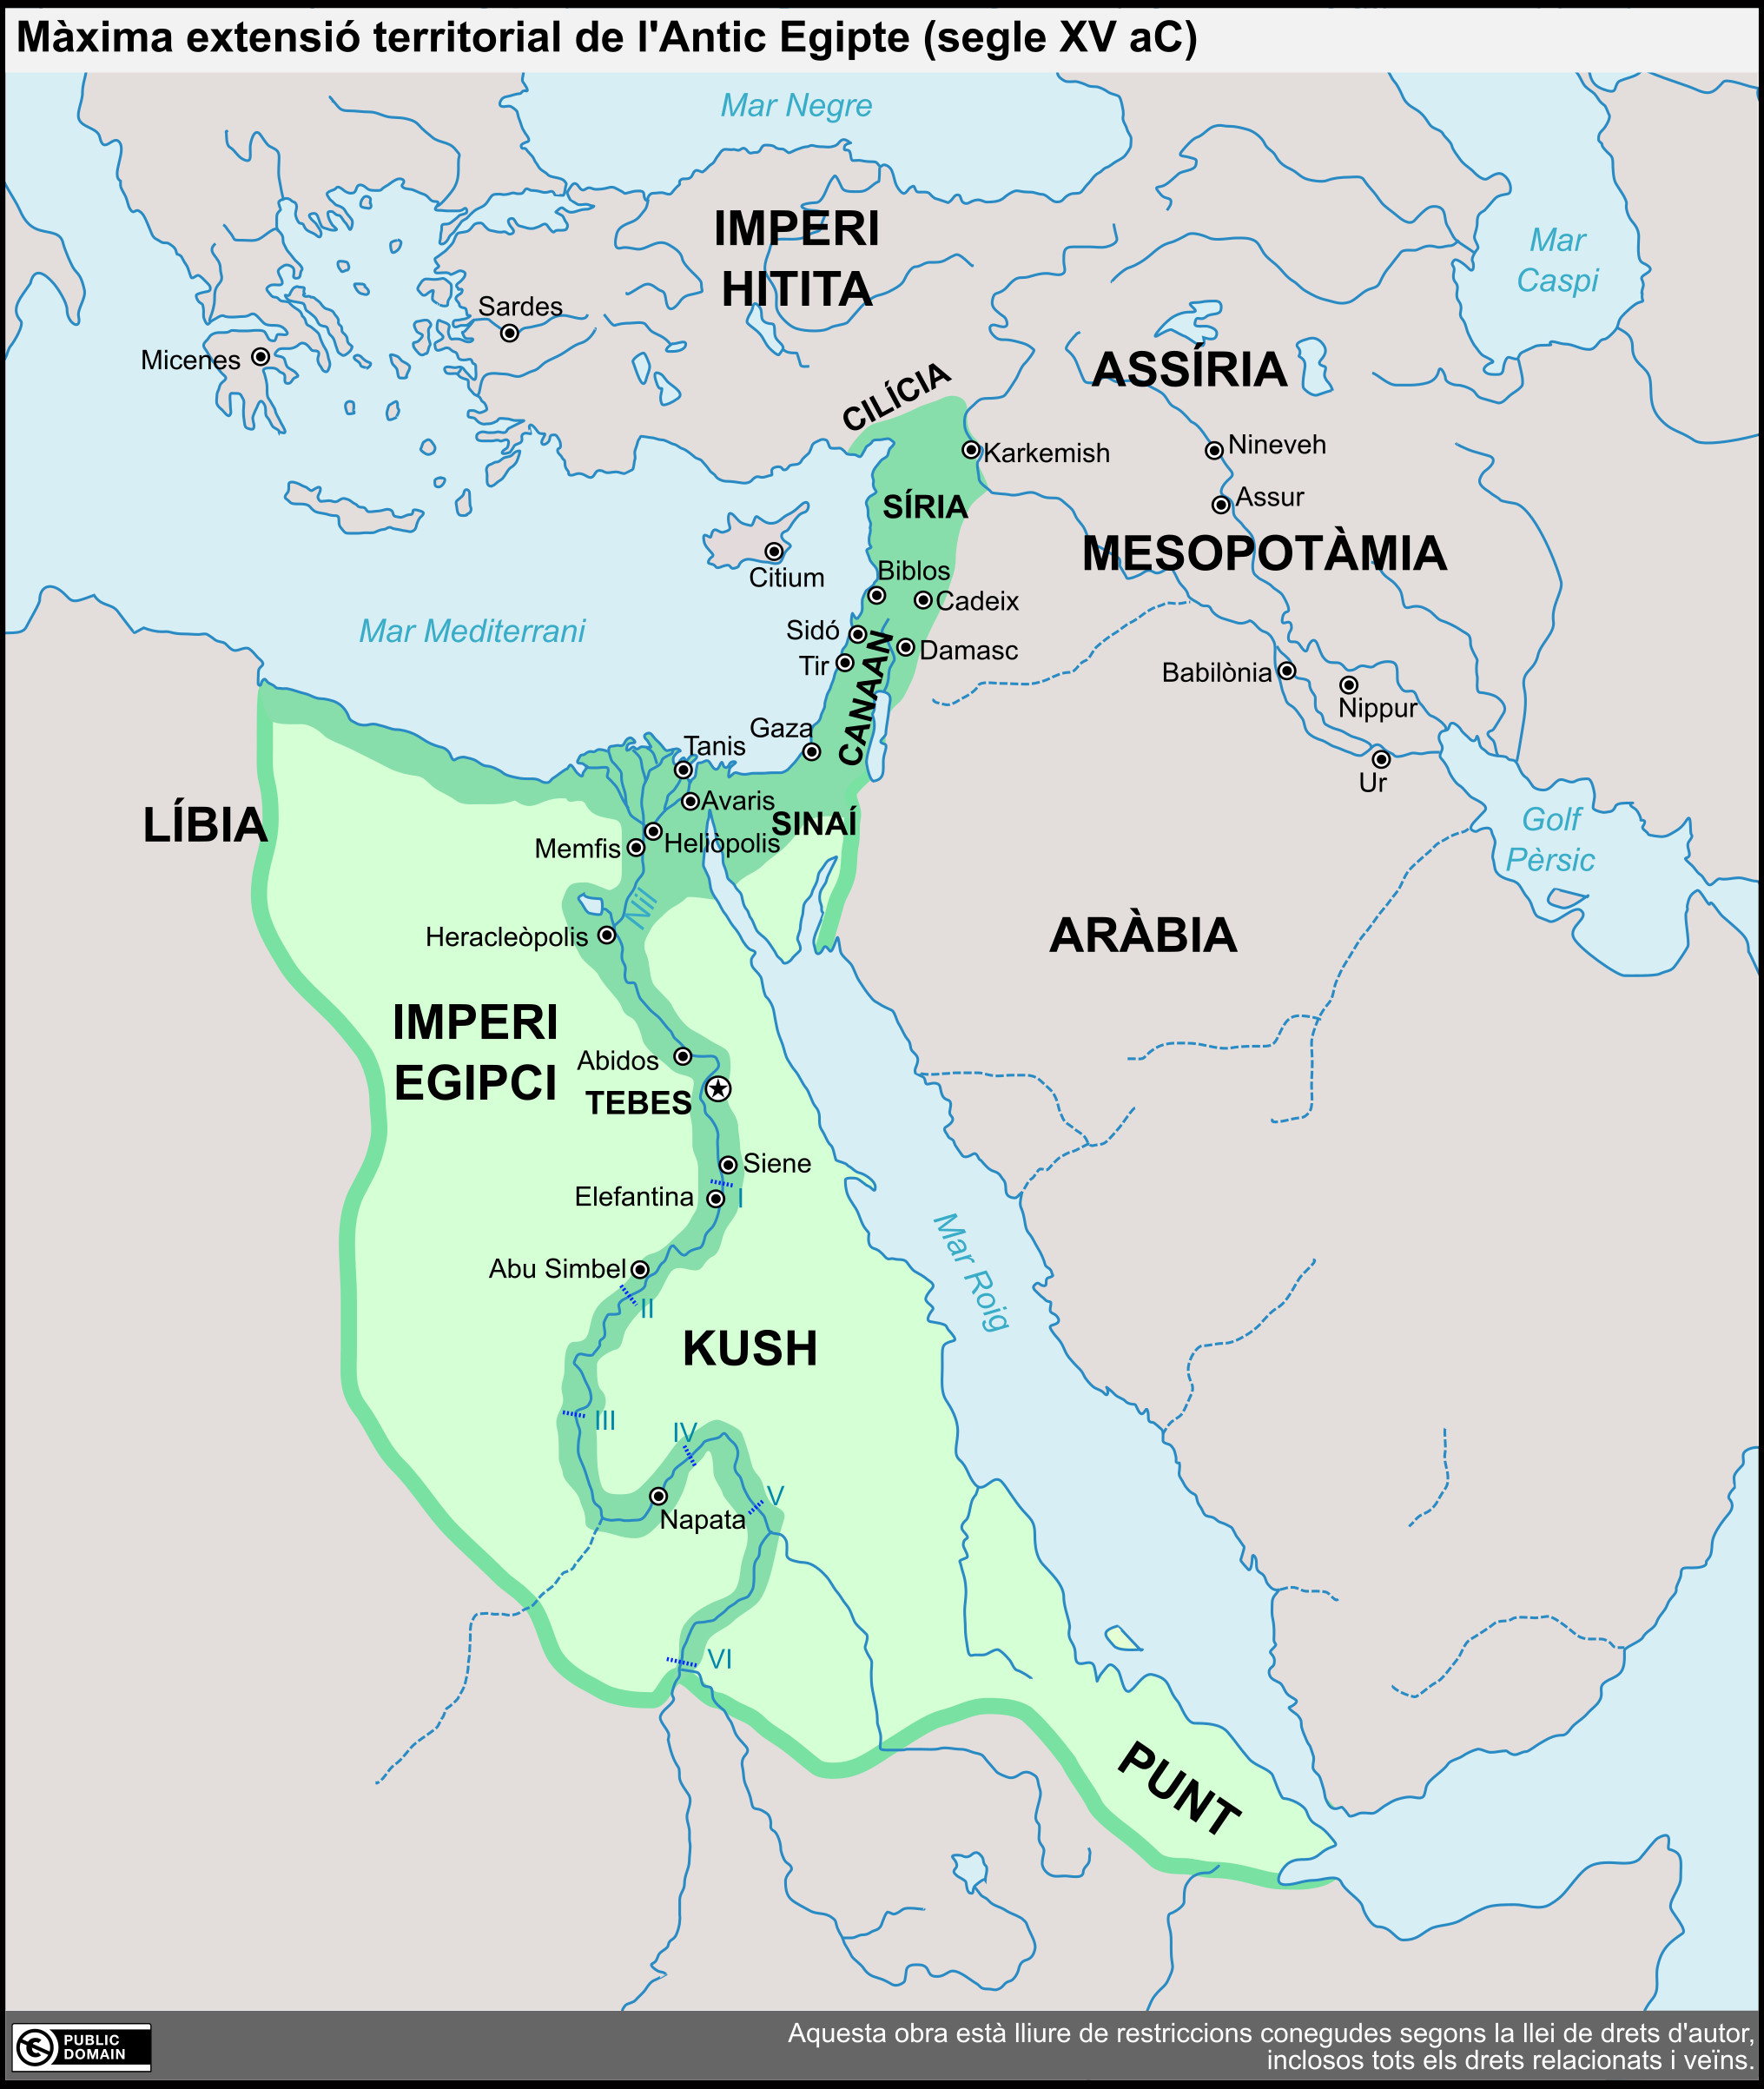 Màxima extensió territorial de l'Antic Egipte (segle XV aC)
Mar Negre
IMPERI
HITITA
Mar
Caspi
Sardes
Micenes
ASSÍRIA
CILÍCIA
Karkemish
Nineveh
SÍRIA
Assur
MESOPOTÀMIA
Citium
Biblos
Cadeix
Mar Mediterrani
Sidó
Damasc
Tir
CANAAN
Babilònia
Nippur
Gaza
Tanis
Ur
Avaris
LÍBIA
SINAÍ
Heliòpolis
Memfis
Golf
Pèrsic
Nil
Heracleòpolis
ARÀBIA
IMPERI
EGIPCI
Abidos
TEBES
Siene
Elefantina
I
Abu Simbel
II
Mar Roig
KUSH
III
IV
V
Napata
VI
PUNT
PUBLIC
DOMAIN
Aquesta obra està lliure de restriccions conegudes segons la llei de drets d'autor,
inclosos tots els drets relacionats i veïns.